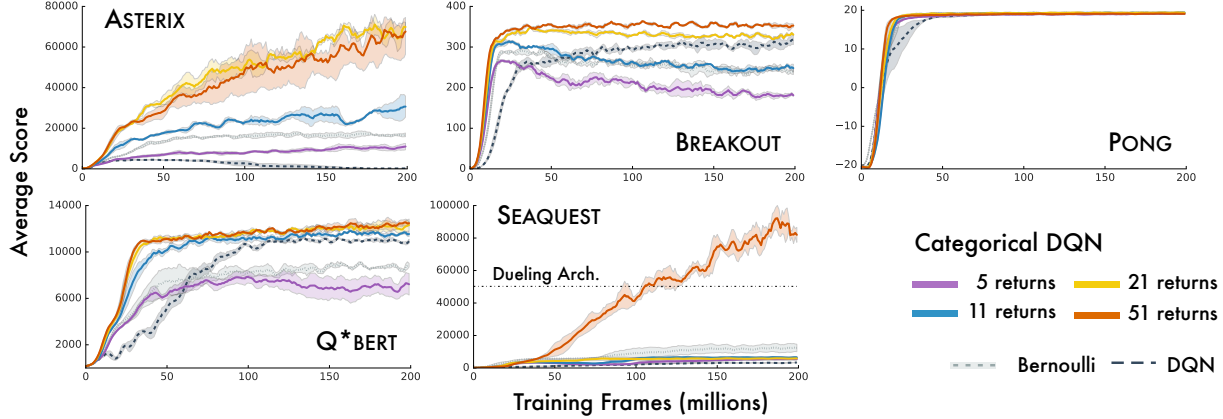 ASTERIX
80000
60000
40000
20000
0
0 50 100 150 200
400
300
200
100
0
0 50 100 150 200
BREAKOUT
20
10
0
−10
−20
0 50 100 150 200
PONG
Average Score
14000
10000
6000
2000
0 50 100 150 200
Q*BERT
SEAQUEST
100000
80000
60000
40000
20000
0
0 50 100 150 200
Dueling Arch.
Training Frames (millions)
Categorical DQN
5 returns
21 returns
11 returns
51 returns
Bernoulli
DQN